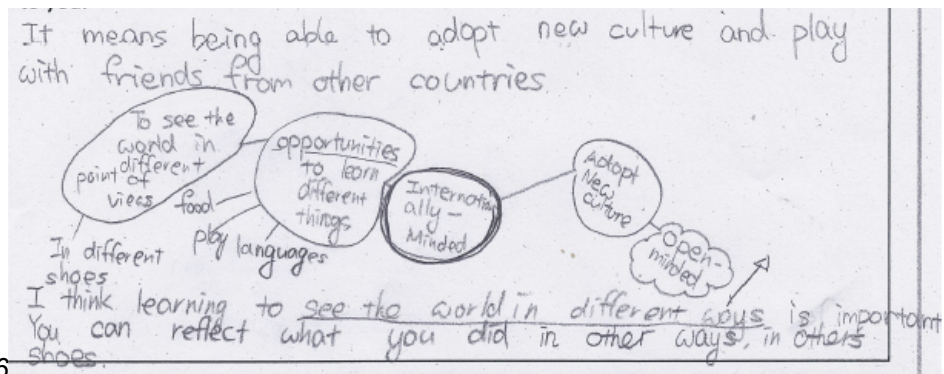 It means being able to adopt new culture and play
with friends from other countries.
To see the
world in
different
point of
views
opportunities
to learn
different
things
food
play
languages
In different
shoes
Internation
ally-
Minded
Adopt
New
Culture
Open-
minded
I think learning to see the world in different ways is important
You can reflect what you did in other ways, in others
shoes.
6